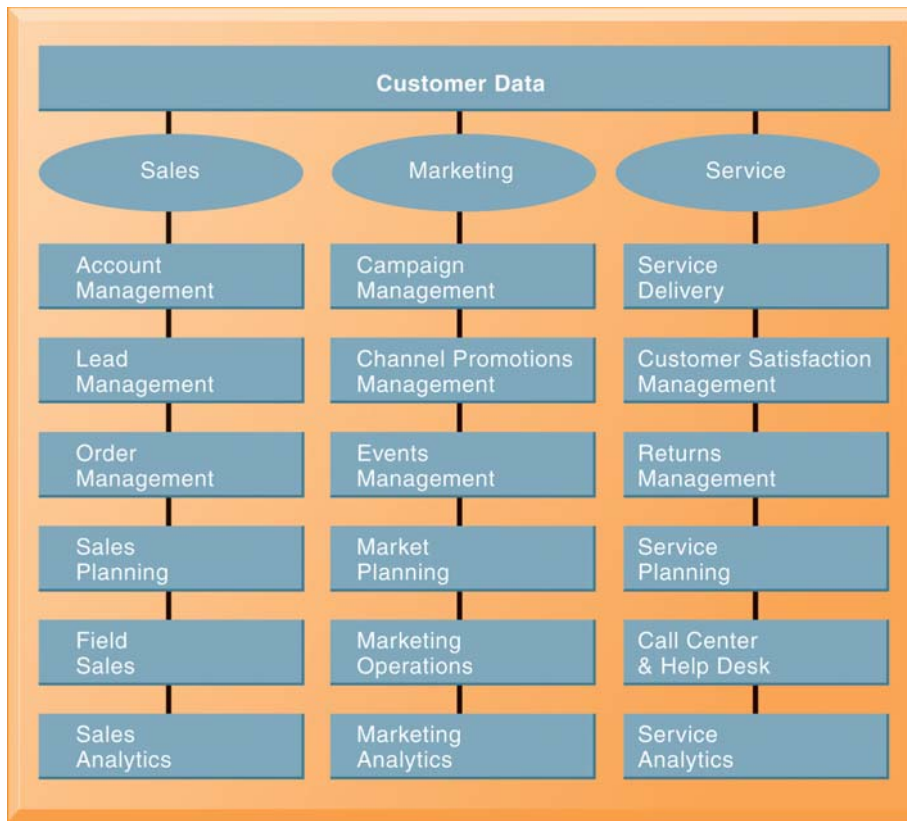 Customer Data
Sales
Marketing
Service
Account
Management
Campaign
Management
Service
Delivery
Lead
Management
Channel Promotions
Management
Customer Satisfaction
Management
Order
Management
Events
Management
Returns
Management
Sales
Planning
Market
Planning
Service
Planning
Field
Sales
Marketing
Operations
Call Center
& Help Desk
Sales
Analytics
Marketing
Analytics
Service
Analytics